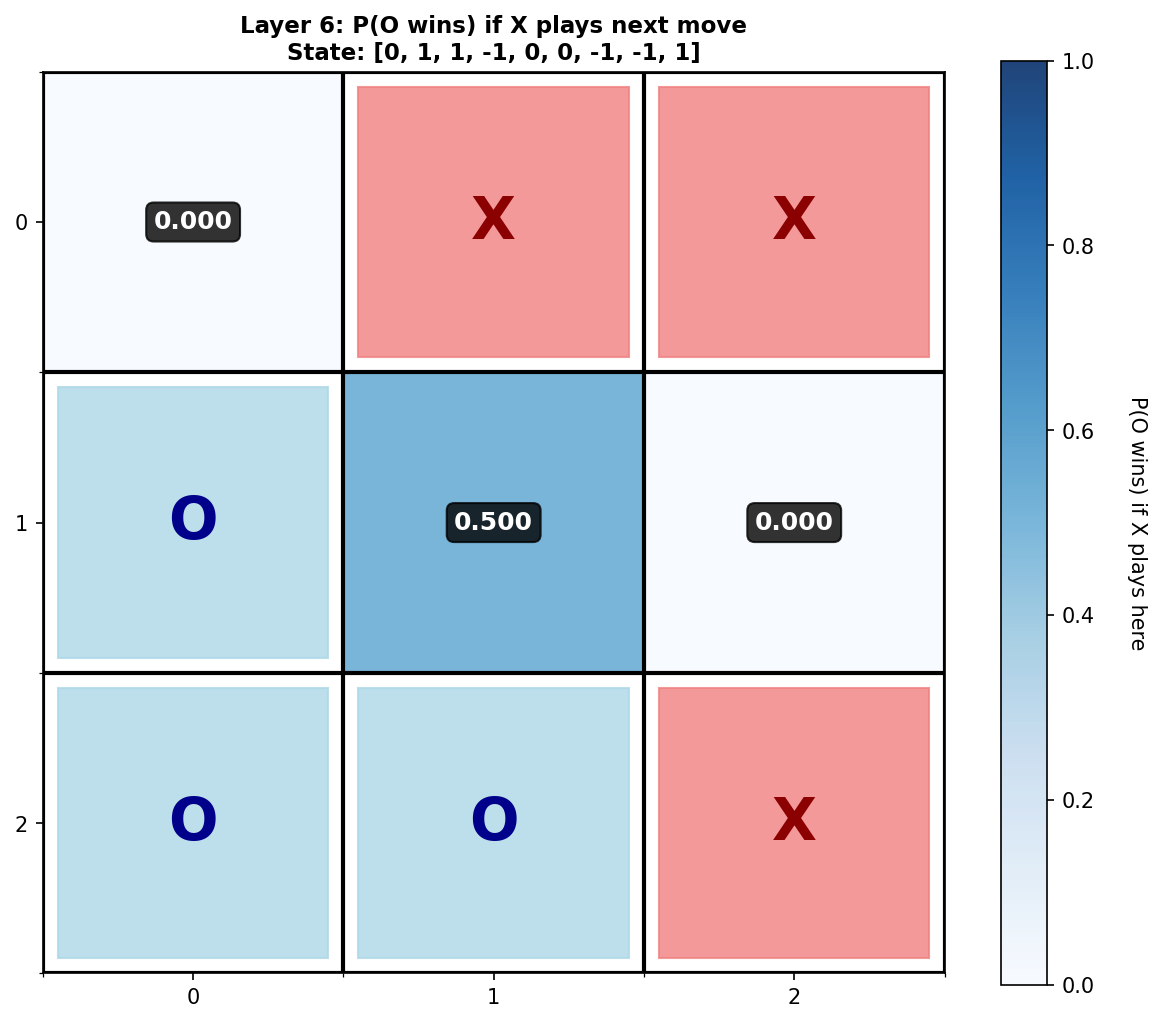 Layer 6: P(O wins) if X plays next move
State: [0, 1, 1, -1, 0, 0, -1, -1, 1]
0
0.000
X
X
1
O
0.500
0.000
2
O
O
X
0
1
2
1.0
0.8
0.6
0.4
0.2
0.0
P(O wins) if X plays here